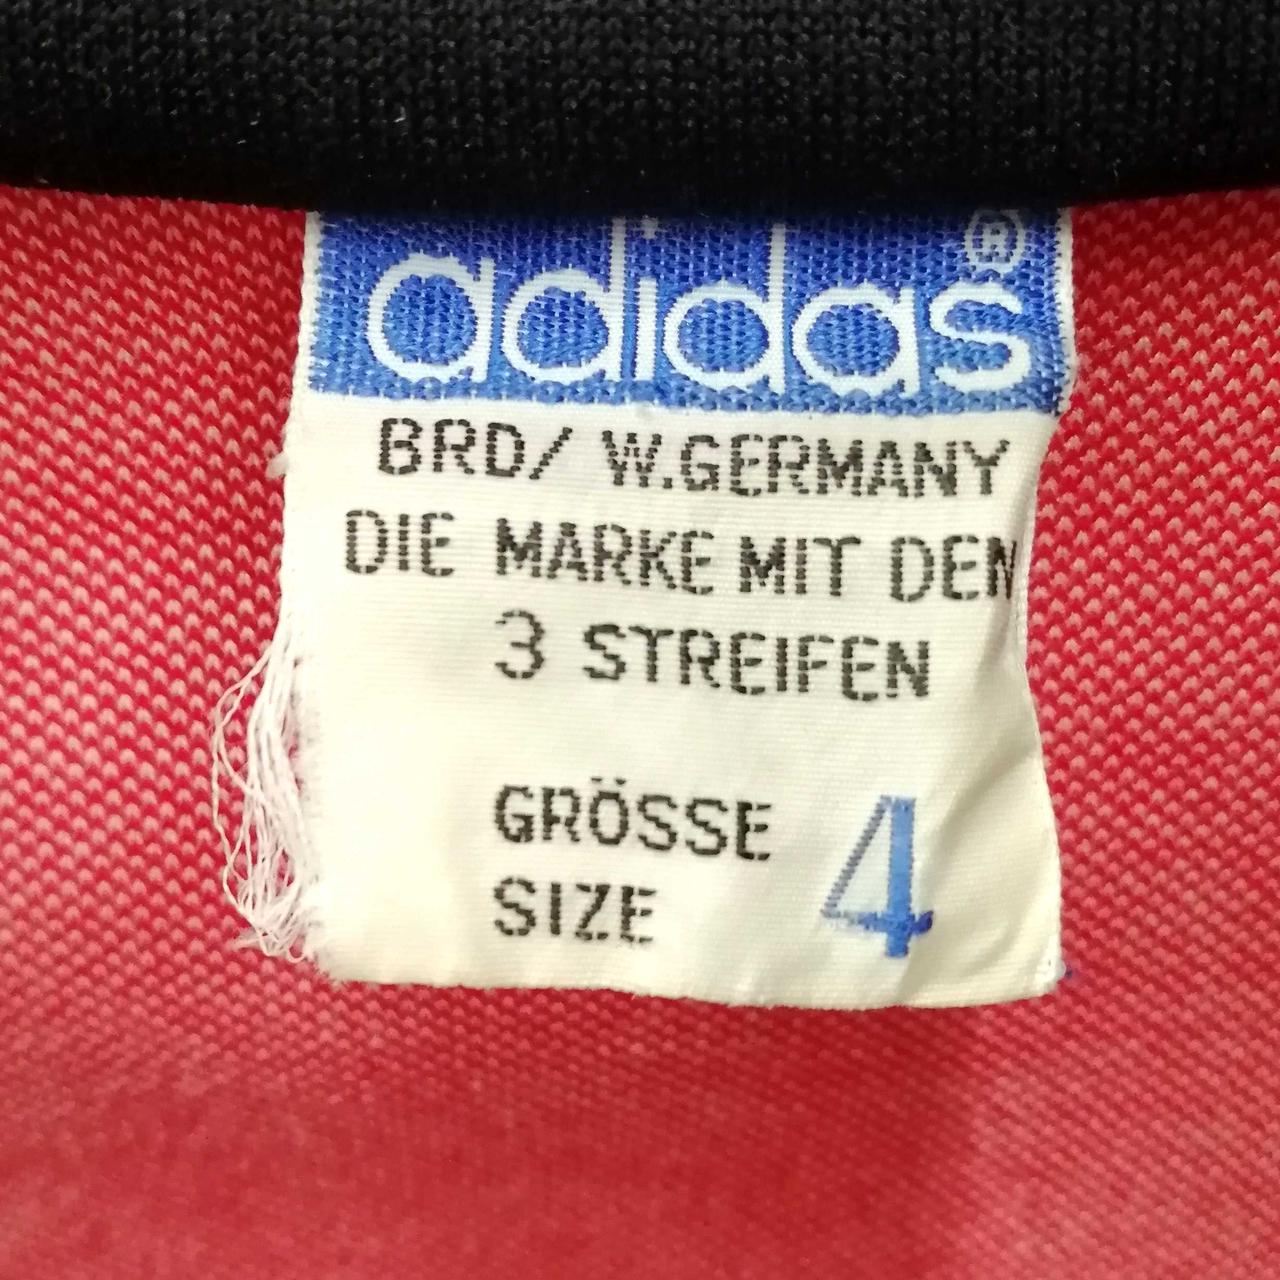 adidas®
BRD/ W.GERMANY
DIE MARKE MIT DEN
3 STREIFEN
GRÖSSE
SIZE 4